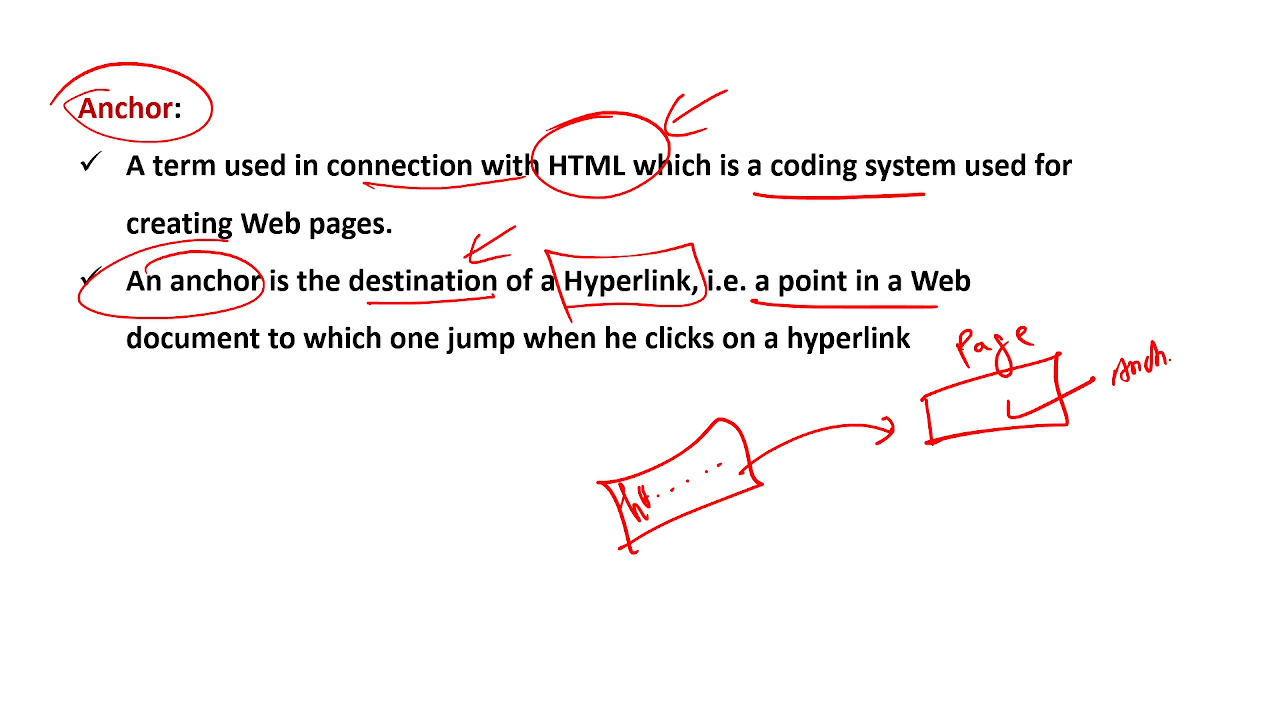 Anchor:
✓ A term used in connection with HTML which is a coding system used for
creating Web pages.
✓ An anchor is the destination of a Hyperlink, i.e. a point in a Web
document to which one jump when he clicks on a hyperlink
Page
Anch.